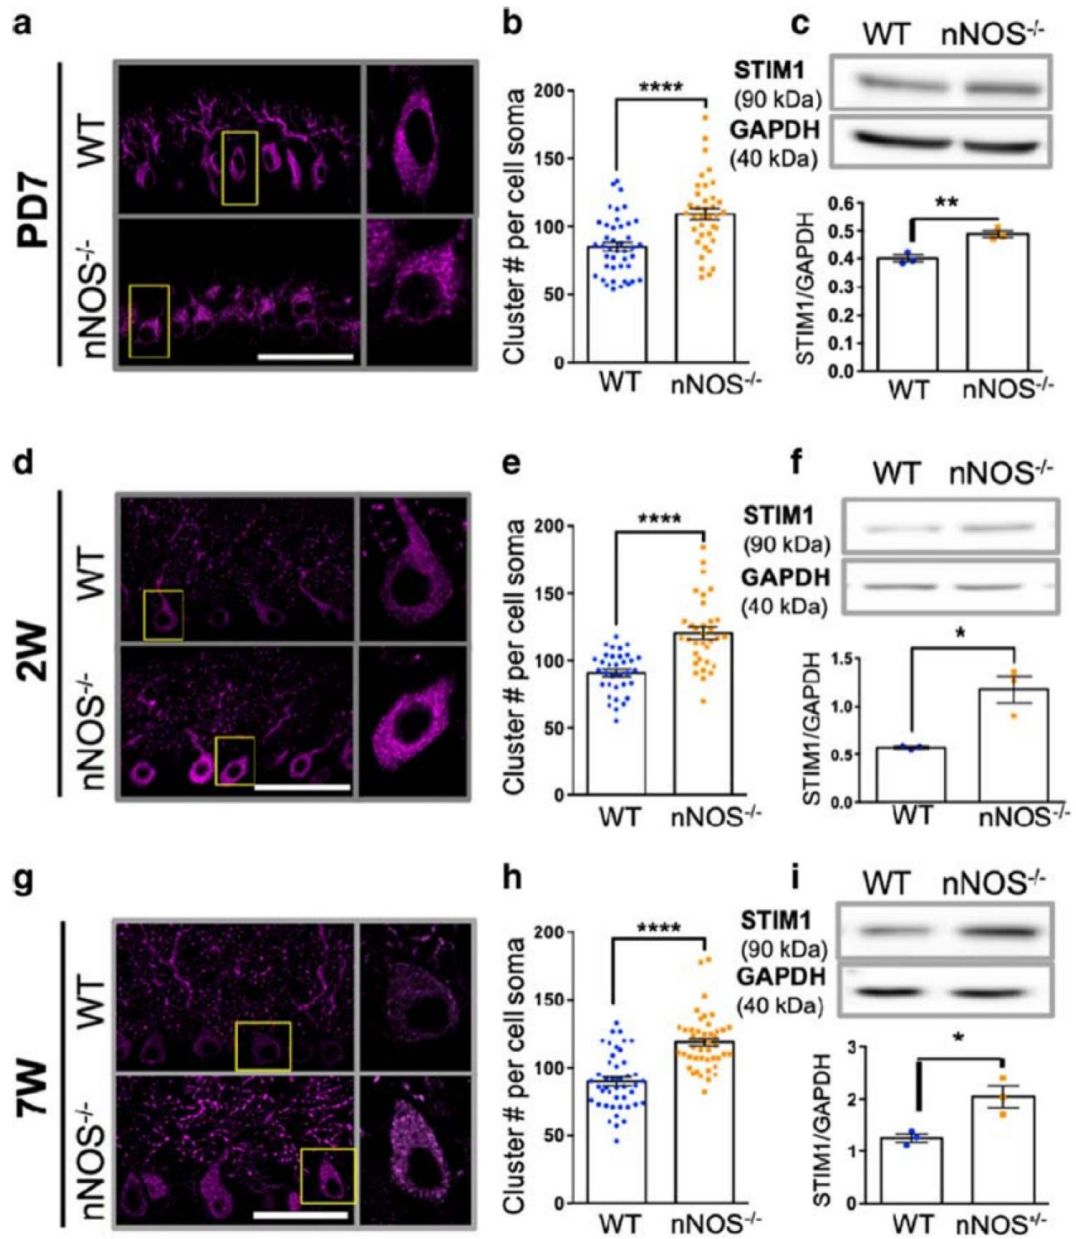 a
PD7
WT
nNOS-/-
b
Cluster # per cell soma
200
150
100
50
0
****
WT nNOS-/-
c
WT nNOS-/-
STIM1
(90 kDa)
GAPDH
(40 kDa)
STIM1/GAPDH
0.6
0.5
0.4
0.3
0.2
0.1
0.0
**
WT nNOS-/-
d
2W
WT
nNOS-/-
e
Cluster # per cell soma
200
150
100
50
0
****
WT nNOS-/-
f
WT nNOS-/-
STIM1
(90 kDa)
GAPDH
(40 kDa)
STIM1/GAPDH
1.5
1.0
0.5
0.0
*
WT nNOS-/-
g
7W
WT
nNOS-/-
h
Cluster # per cell soma
200
150
100
50
0
****
WT nNOS-/-
i
WT nNOS-/-
STIM1
(90 kDa)
GAPDH
(40 kDa)
STIM1/GAPDH
3
2
1
0
*
WT nNOS-/-